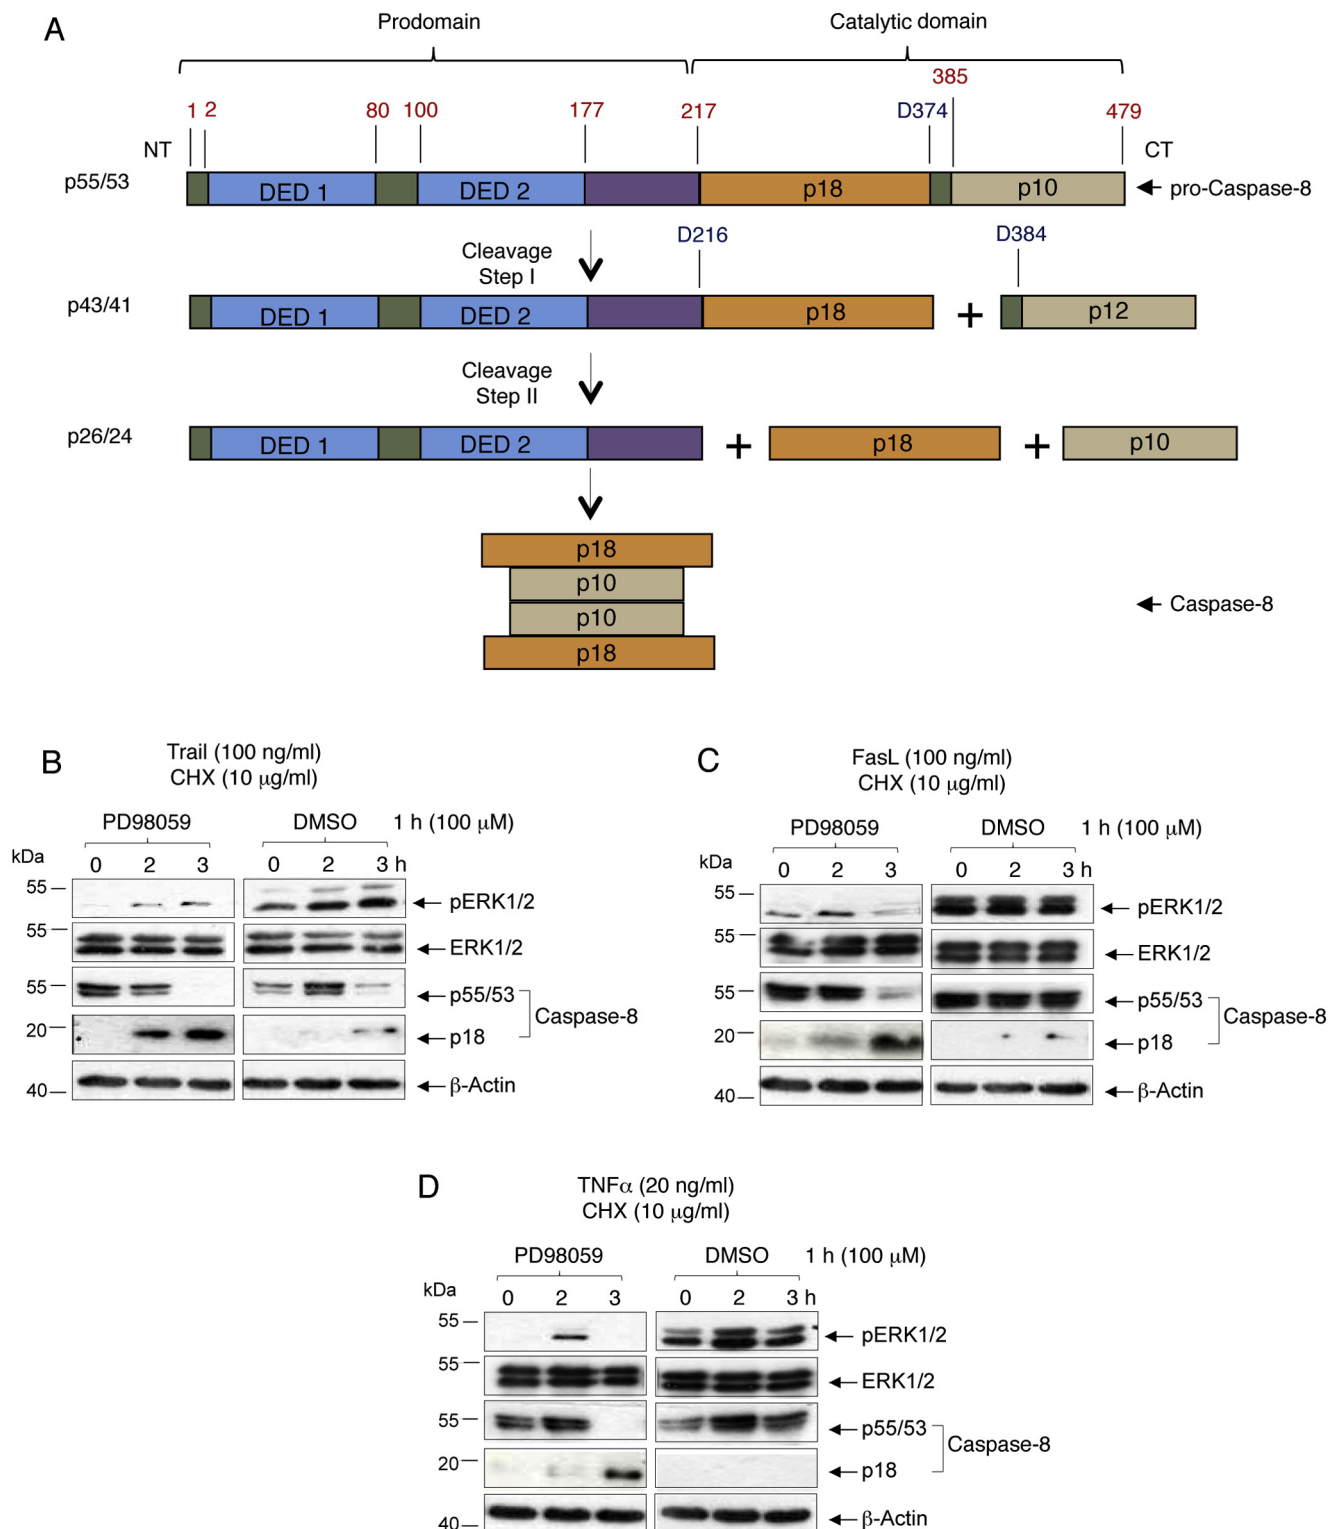 A
Prodomain
Catalytic domain
385
1 2 80 100 177 217 D374 479
NT CT
p55/53 DED 1 DED 2 p18 p10 pro-Caspase-8
Cleavage
Step I
D216 D384
p43/41 DED 1 DED 2 p18 + p12
Cleavage
Step II
p26/24 DED 1 DED 2 + p18 + p10
p18
p10
p10
p18
Caspase-8
B
Trail (100 ng/ml)
CHX (10 μg/ml)
PD98059 DMSO 1 h (100 μM)
kDa 0 2 3 0 2 3 h
55 pERK1/2
55 ERK1/2
55 p55/53
Caspase-8
20 p18
40 β-Actin
C
FasL (100 ng/ml)
CHX (10 μg/ml)
PD98059 DMSO 1 h (100 μM)
kDa 0 2 3 0 2 3 h
55 pERK1/2
55 ERK1/2
55 p55/53
Caspase-8
20 p18
40 β-Actin
D
TNFα (20 ng/ml)
CHX (10 μg/ml)
PD98059 DMSO 1 h (100 μM)
kDa 0 2 3 0 2 3 h
55 pERK1/2
55 ERK1/2
55 p55/53
Caspase-8
20 p18
40 β-Actin